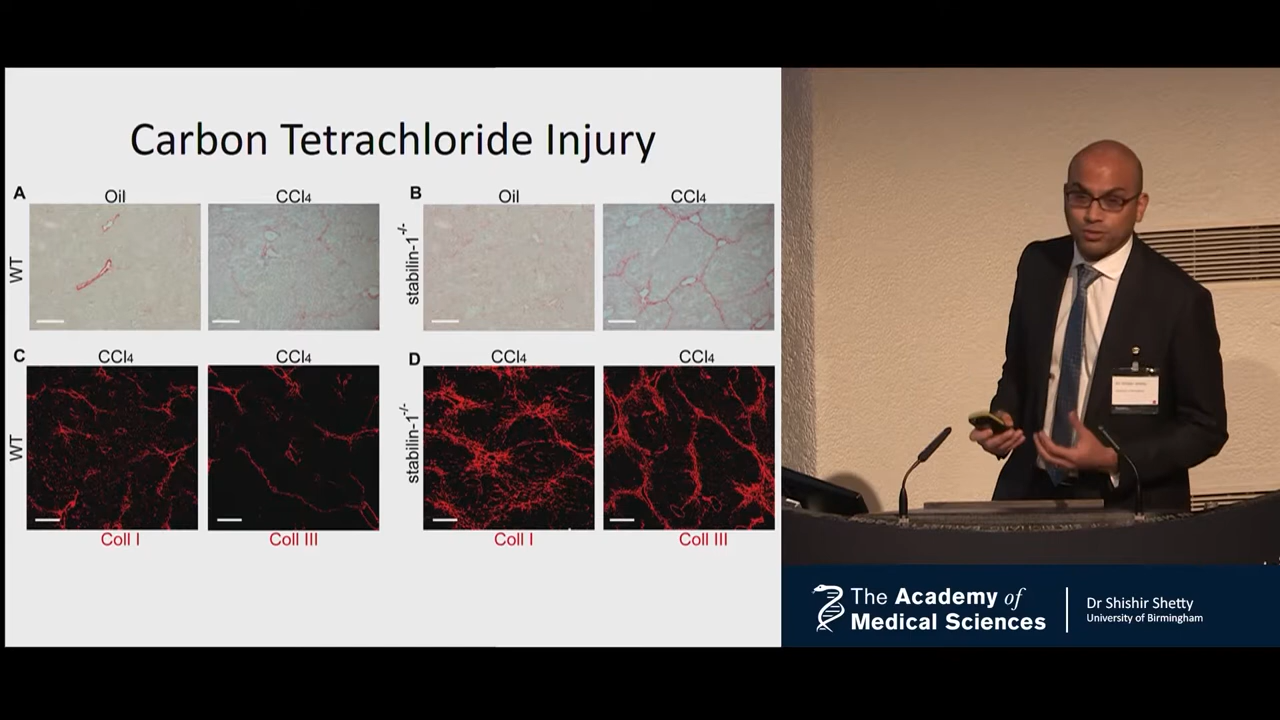 Carbon Tetrachloride Injury
A
Oil
CCl4
WT
B
Oil
CCl4
stabilin-1-/-
C
CCl4
CCl4
WT
Coll I
Coll III
D
CCl4
CCl4
stabilin-1-/-
Coll I
Coll III
The Academy of
Medical Sciences
Dr Shishir Shetty
University of Birmingham